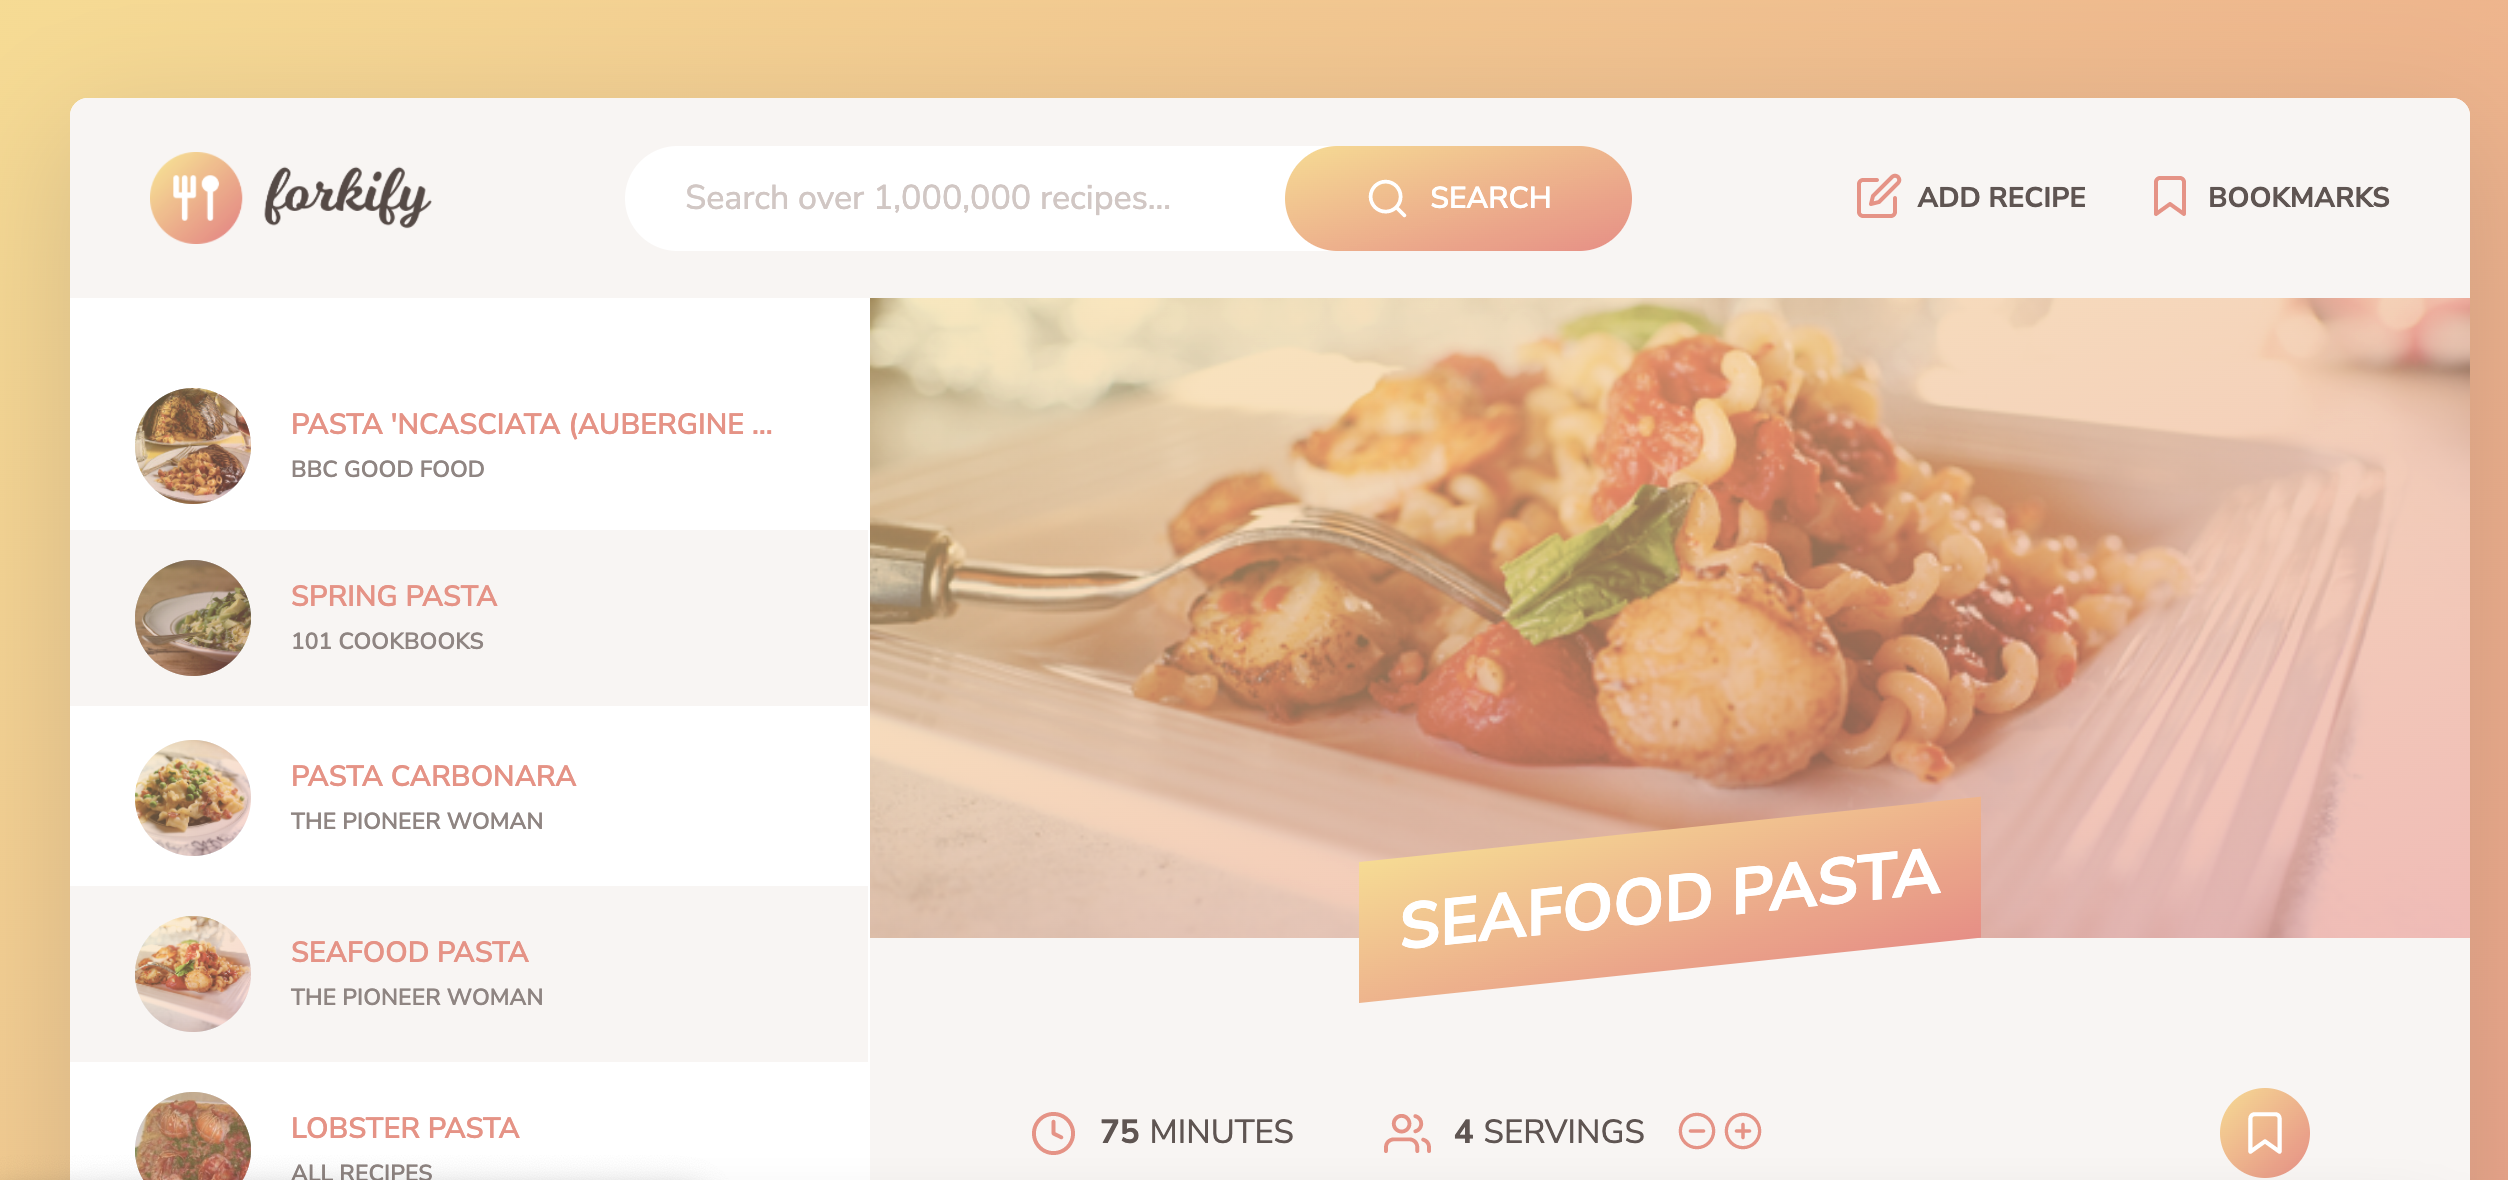 forkify
Search over 1,000,000 recipes...
SEARCH
ADD RECIPE
BOOKMARKS
PASTA 'NCASCIATA (AUBERGINE ...
BBC GOOD FOOD
SPRING PASTA
101 COOKBOOKS
PASTA CARBONARA
THE PIONEER WOMAN
SEAFOOD PASTA
THE PIONEER WOMAN
LOBSTER PASTA
ALL RECIPES
SEAFOOD PASTA
75 MINUTES
4 SERVINGS